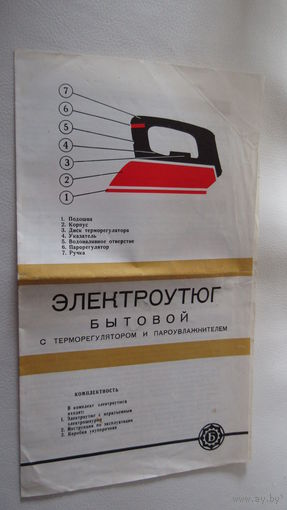 7
6
5
4
3
2
1
1. Подошва
2. Корпус
3. Диск терморегулятора
4. Указатель
5. Водоналивное отверстие
6. Парорегулятор
7. Ручка
ЭЛЕКТРОУТЮГ
БЫТОВОЙ
С ТЕРМОРЕГУЛЯТОРОМ И ПАРОУВЛАЖНИТЕЛЕМ
КОМПЛЕКТНОСТЬ
В комплект электроутюга
входят:
1. Электроутюг с неразъемным
электрошнуром
2. Инструкция по эксплуатации
3. Коробка упаковочная
Б
ay.by